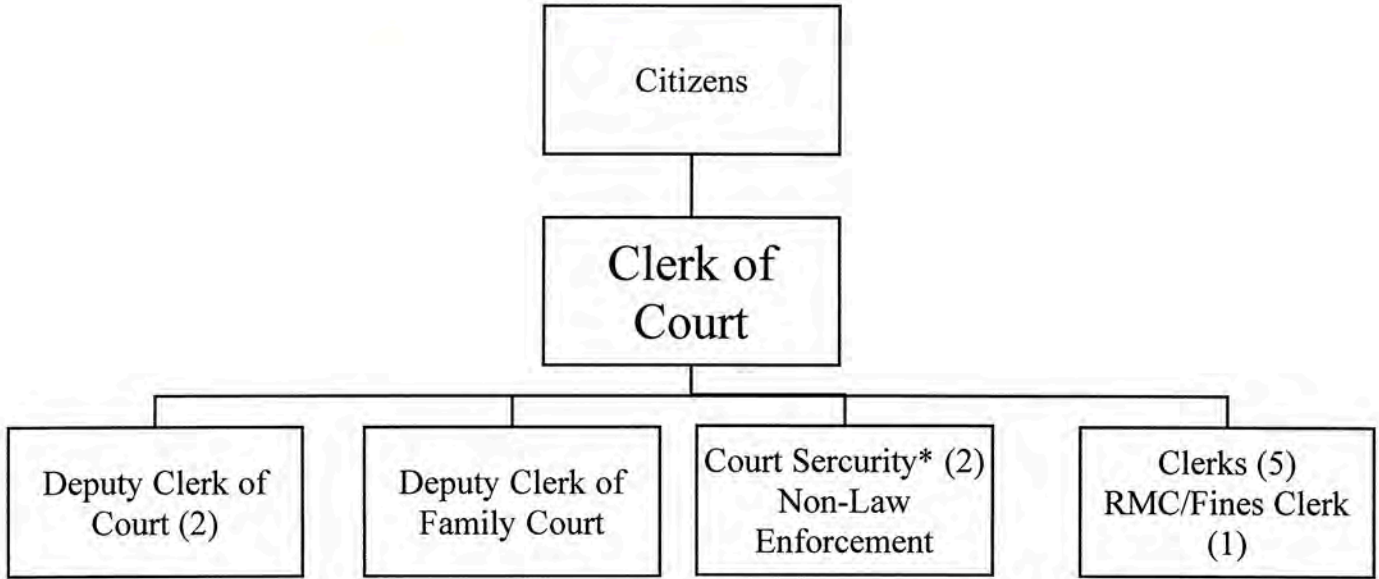 Citizens
Clerk of
Court
Deputy Clerk of
Court (2)
Deputy Clerk of
Family Court
Court Sercurity* (2)
Non-Law
Enforcement
Clerks (5)
RMC/Fines Clerk
(1)